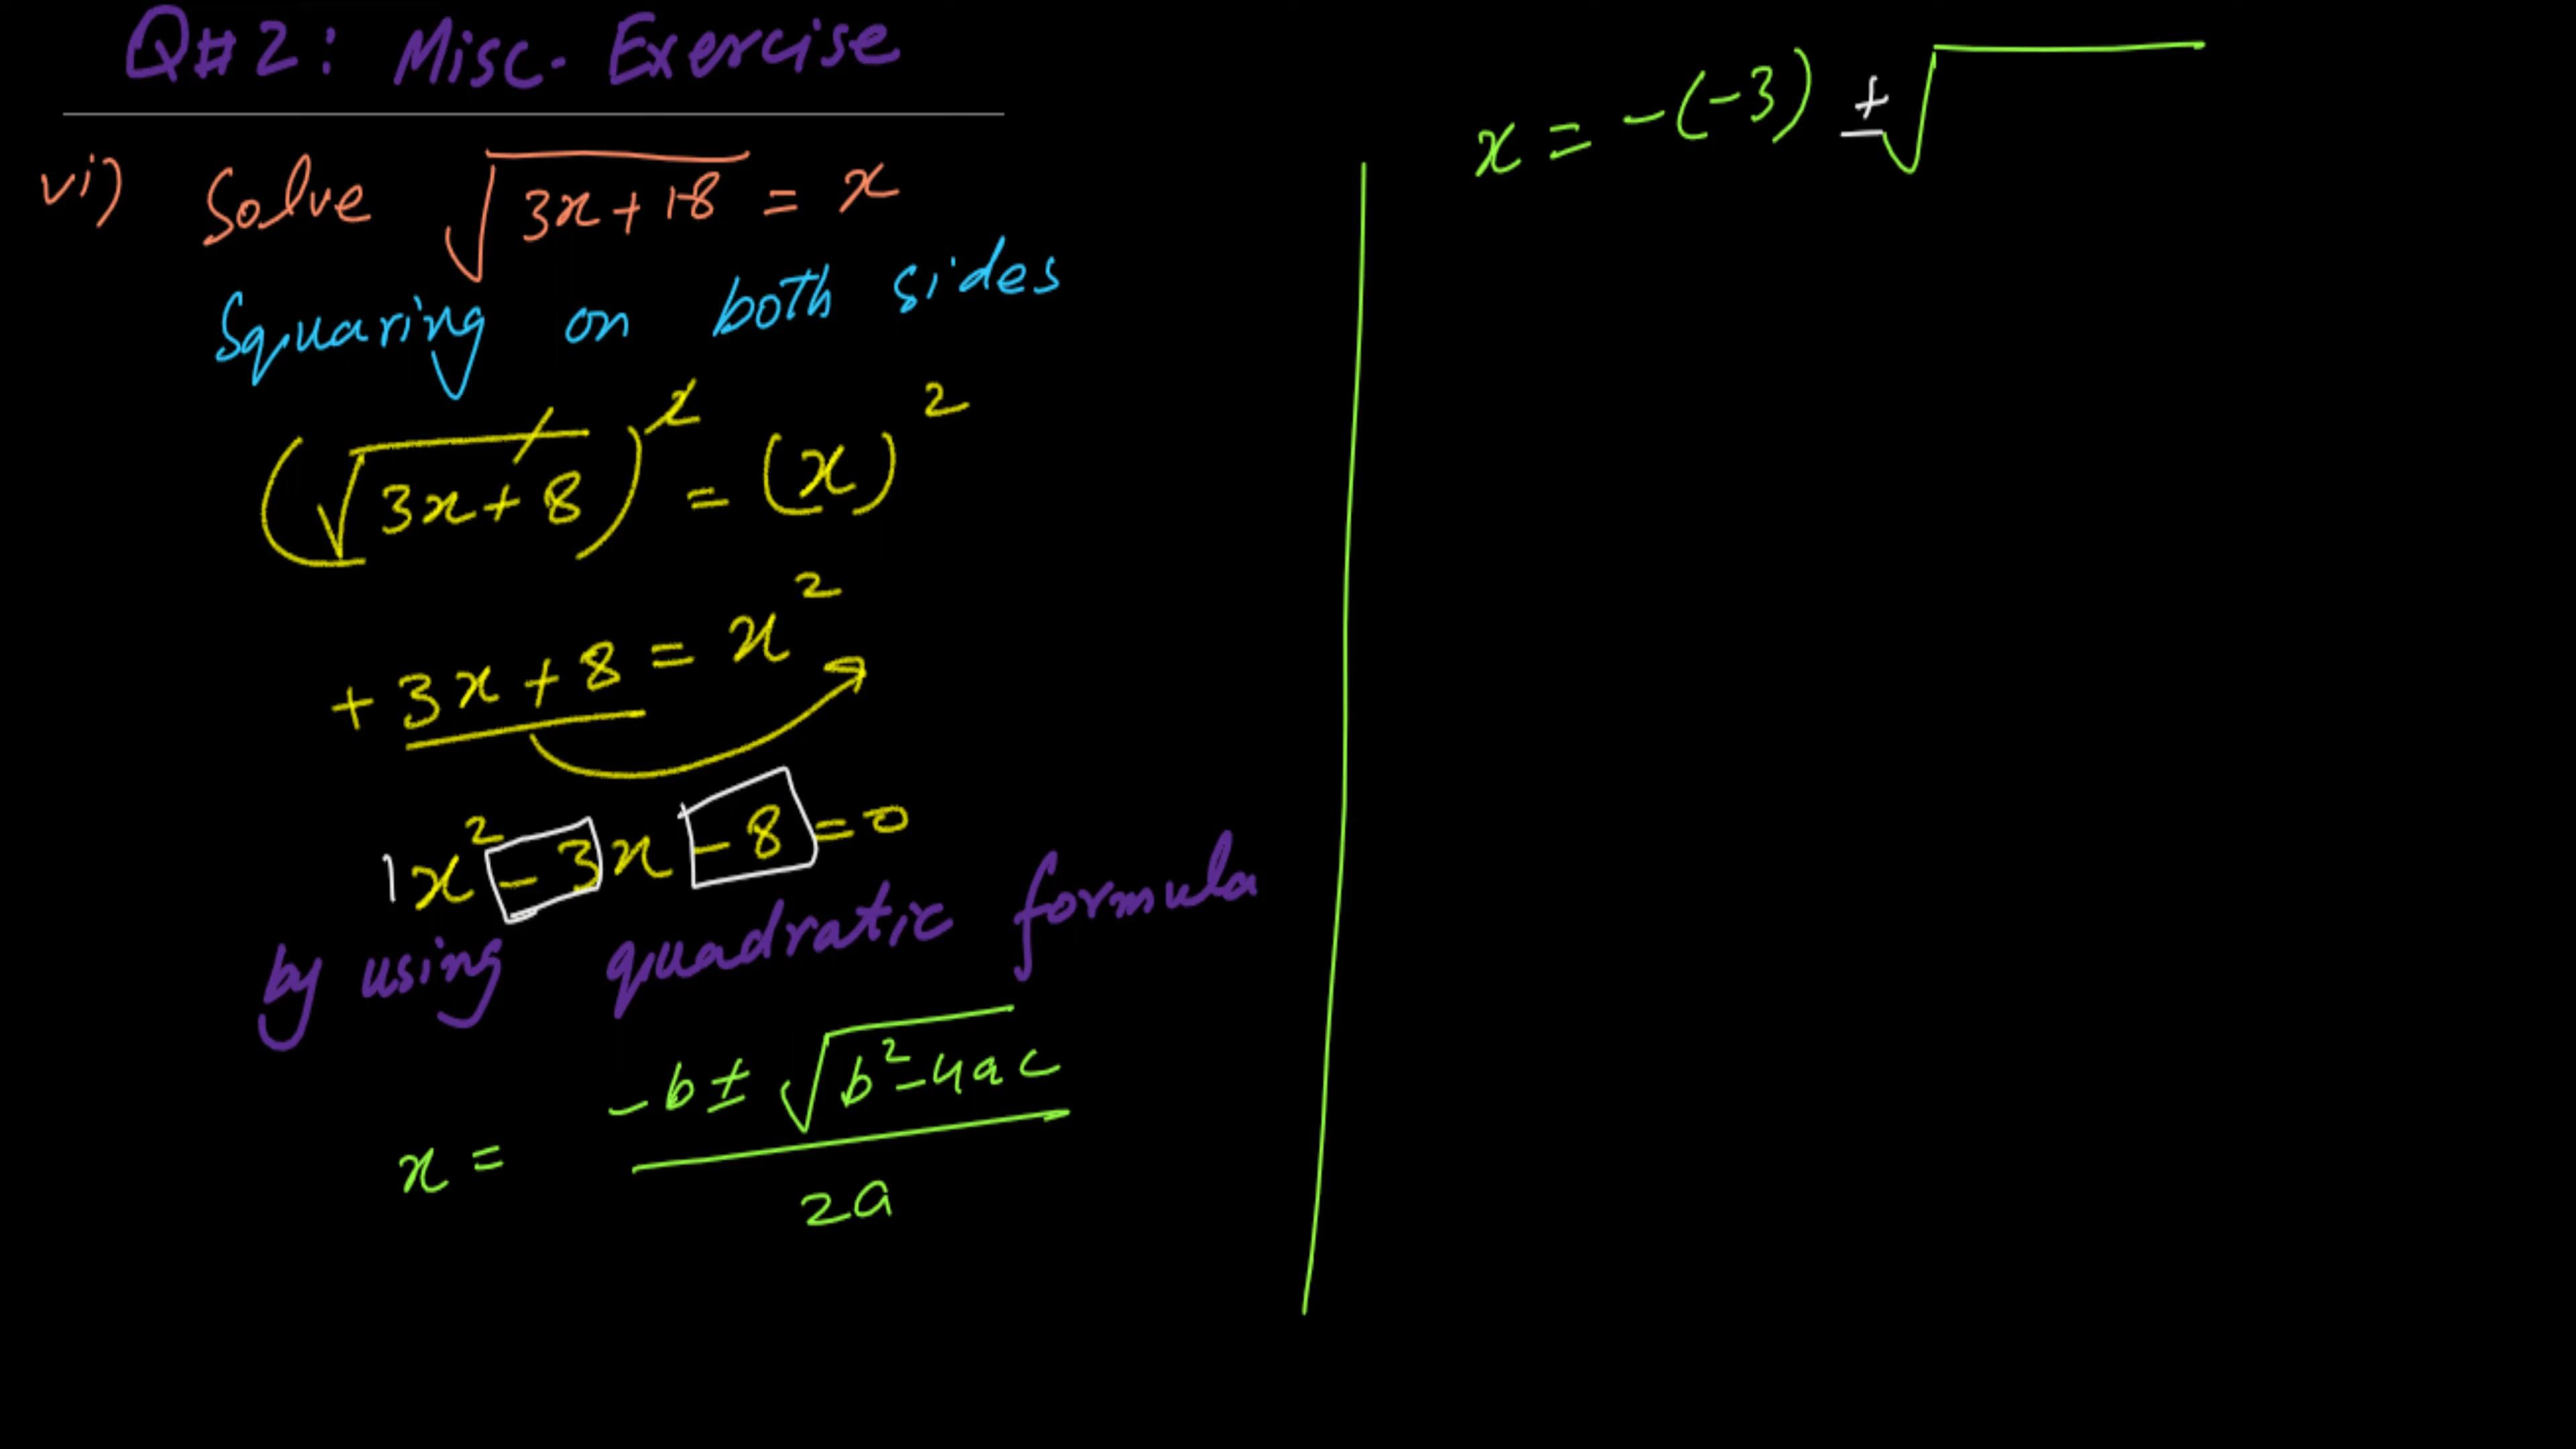 Q#2: Misc. Exercise
vi) Solve √(3x+18) = x
Squaring on both sides
(√(3x+8))² = (x)²
+3x+8 = x²
1x²-3x-8=0
by using quadratic formula
x = (-b±√(b²-4ac))/2a
x = -(-3) ±√